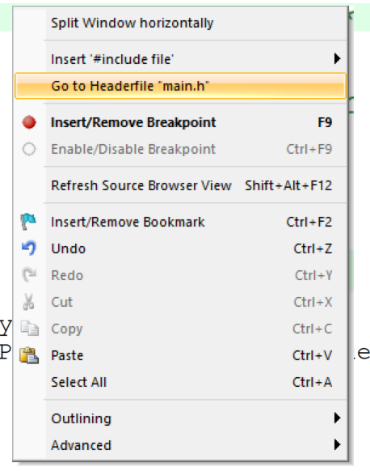 Split Window horizontally
Insert '#include file'
Go to Headerfile "main.h"
Insert/Remove Breakpoint F9
Enable/Disable Breakpoint Ctrl+F9
Refresh Source Browser View Shift+Alt+F12
Insert/Remove Bookmark Ctrl+F2
Undo Ctrl+Z
Redo Ctrl+Y
Cut Ctrl+X
Copy Ctrl+C
Paste Ctrl+V
Select All Ctrl+A
Outlining
Advanced